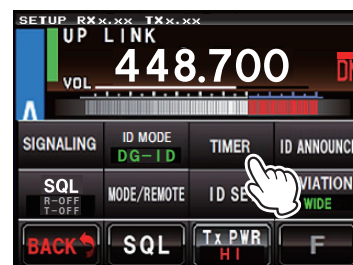 SETUP RXx.xx TXx.xx
UP LINK
VOL 448.700
A
SIGNALING ID MODE TIMER ID ANNOUNC
DG-ID
SQL MODE/REMOTE ID SE VIATION
R-OFF WIDE
T-OFF
BACK SQL Tx PWR F
HI